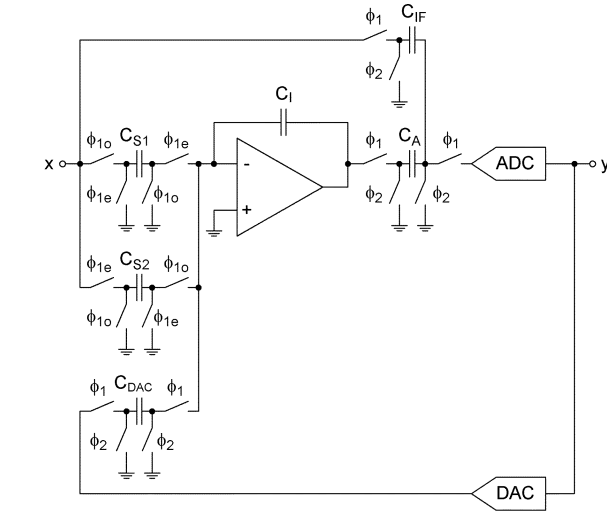 ϕ1 CIF
ϕ2
CI
x ϕ1o CS1 ϕ1e - ϕ1 CA ϕ1 ADC y
ϕ1e ϕ1o + ϕ2 ϕ2
ϕ1e CS2 ϕ1o
ϕ1o ϕ1e
ϕ1 CDAC ϕ1
ϕ2 ϕ2
DAC